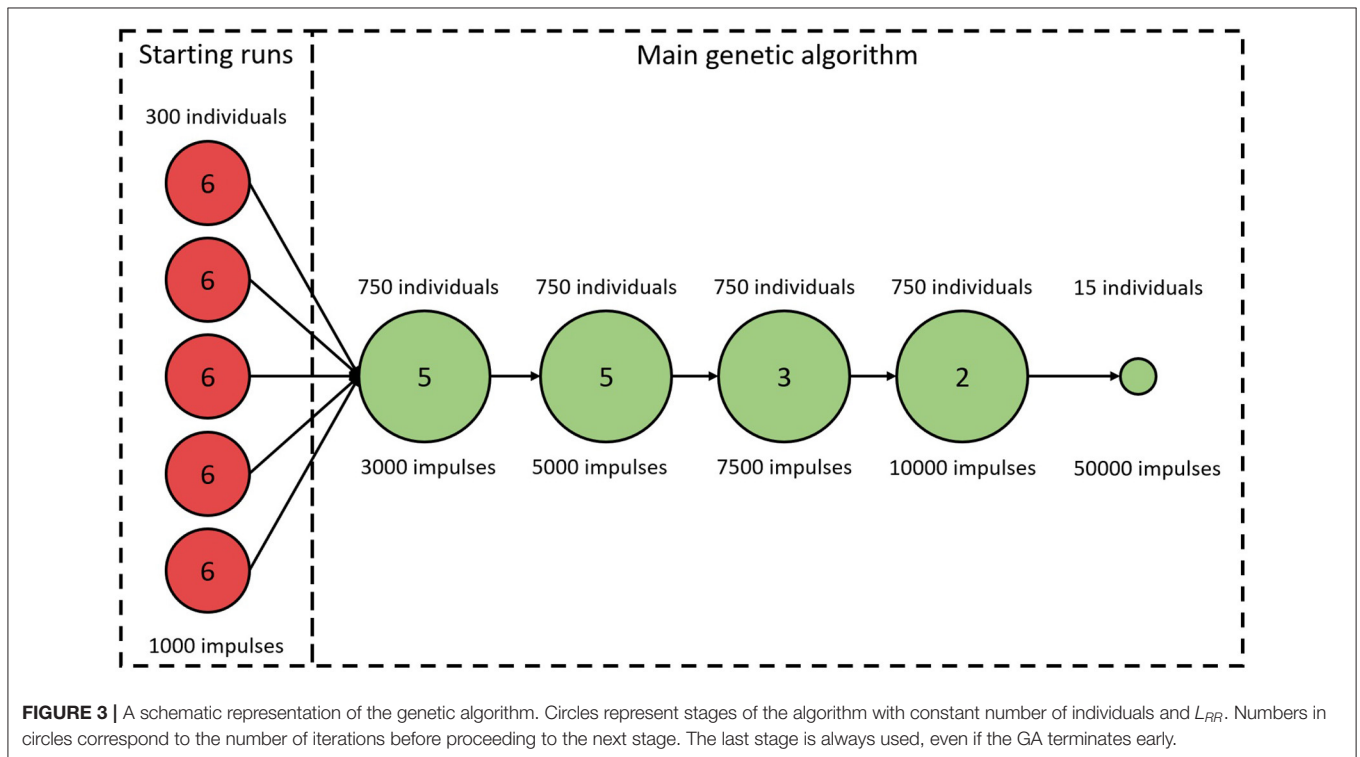 Starting runs
Main genetic algorithm
300 individuals
6
6
6
6
6
1000 impulses
750 individuals
750 individuals
750 individuals
750 individuals
15 individuals
5
5
3
2
3000 impulses
5000 impulses
7500 impulses
10000 impulses
50000 impulses
FIGURE 3 | A schematic representation of the genetic algorithm. Circles represent stages of the algorithm with constant number of individuals and L_RR. Numbers in
circles correspond to the number of iterations before proceeding to the next stage. The last stage is always used, even if the GA terminates early.